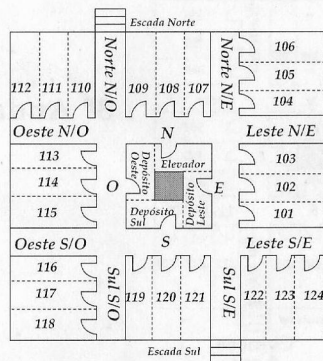 Escada Norte
Norte N/O
Norte N/E
112 111 110
109 108 107
106
105
104
Oeste N/O
N
Leste N/E
113
114
115
O
Depósito Oeste
Elevador
Depósito Leste
Depósito Sul
E
103
102
101
Oeste S/O
S
Leste S/E
116
117
118
Sul S/O
119 120 121
Sul S/E
122 123 124
Escada Sul